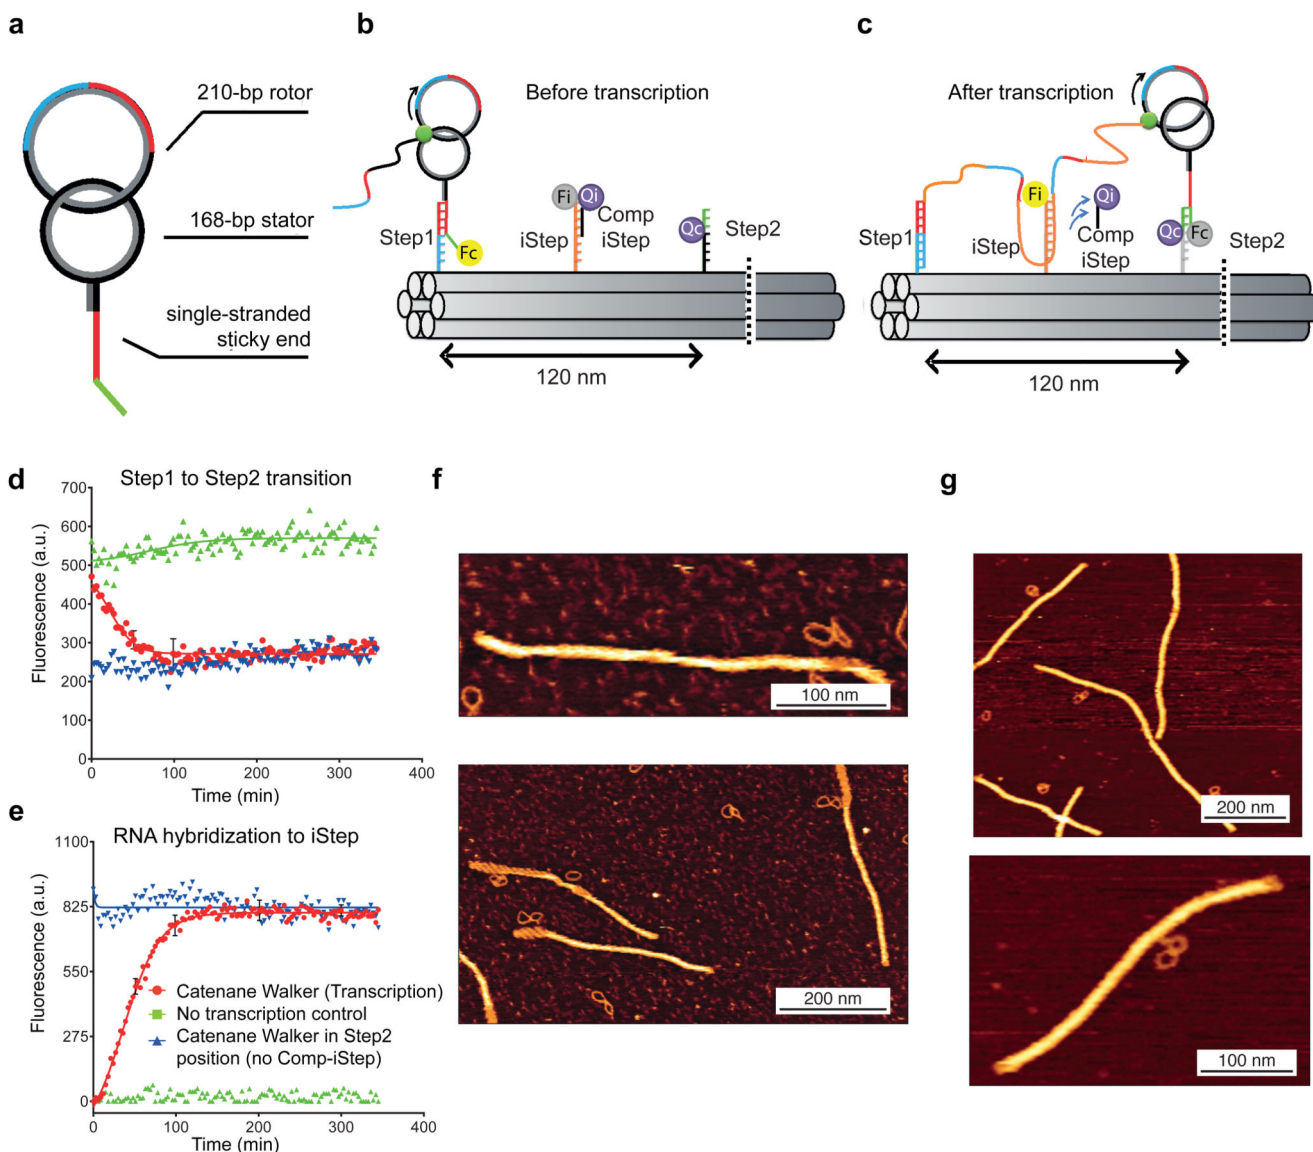 a
210-bp rotor
168-bp stator
single-stranded
sticky end
b
Before transcription
Fi
Qi
Comp
iStep
iStep
Step1
Fc
Qc
Step2
120 nm
c
After transcription
Fi
Qi
Comp
iStep
iStep
Step1
Qc
Fc
Step2
120 nm
d
Step1 to Step2 transition
Fluorescence (a.u.)
700
600
500
400
300
200
100
0
0
100
200
300
400
Time (min)
e
RNA hybridization to iStep
Fluorescence (a.u.)
1100
825
550
275
0
Catenane Walker (Transcription)
No transcription control
Catenane Walker in Step2
position (no Comp-iStep)
0
100
200
300
400
Time (min)
f
100 nm
200 nm
g
200 nm
100 nm